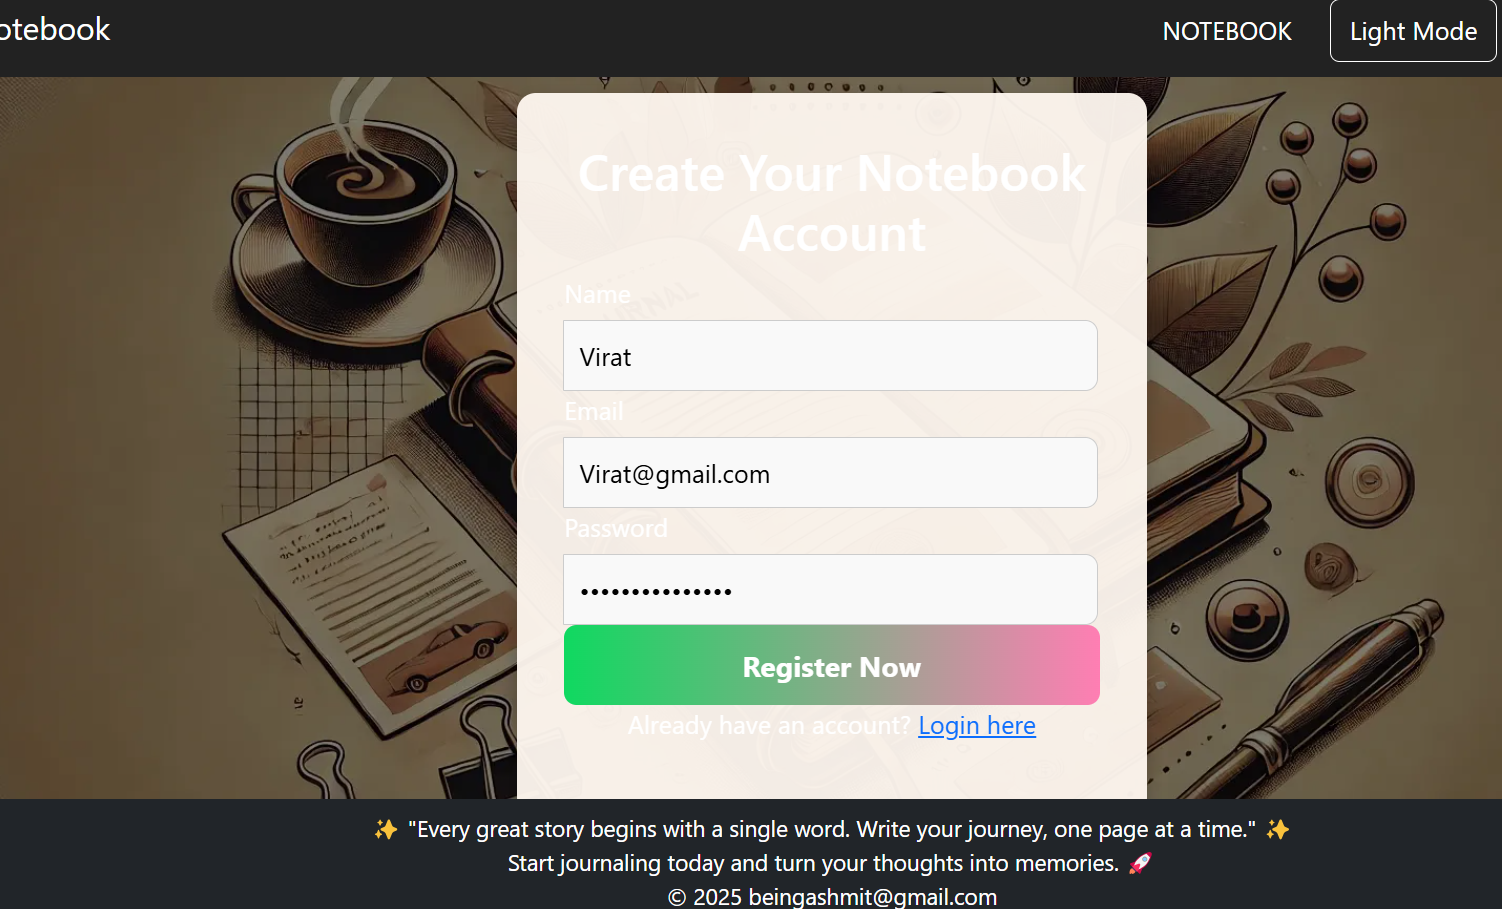 otebook
NOTEBOOK
Light Mode
Create Your Notebook
Account
Name
Virat
Email
Virat@gmail.com
Password
•••••••••••••••
Register Now
Already have an account? Login here
✨ "Every great story begins with a single word. Write your journey, one page at a time." ✨
Start journaling today and turn your thoughts into memories. 🚀
© 2025 beingashmit@gmail.com